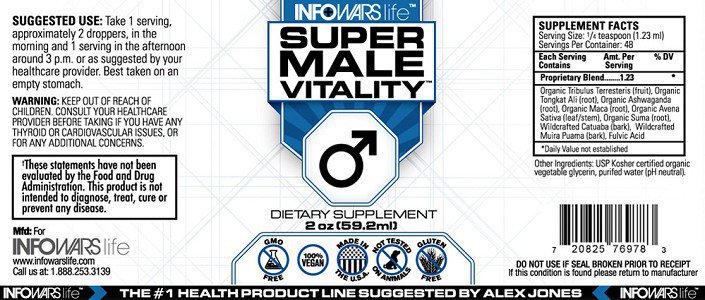 SUGGESTED USE: Take 1 serving,
approximately 2 droppers, in the
morning and 1 serving in the afternoon
around 3 p.m. or as suggested by your
healthcare provider. Best taken on an
empty stomach.
WARNING: KEEP OUT OF REACH OF
CHILDREN. CONSULT YOUR HEALTHCARE
PROVIDER BEFORE TAKING IF YOU HAVE ANY
THYROID OR CARDIOVASCULAR ISSUES, OR
FOR ANY ADDITIONAL CONCERNS.
†These statements have not been
evaluated by the Food and Drug
Administration. This product is not
intended to diagnose, treat, cure or
prevent any disease.
Mfd: For
INFOWARS life
www.infowarslife.com
Call us at: 1.888.253.3139
INFOWARS life™
SUPER
MALE
VITALITY™
DIETARY SUPPLEMENT
2 oz (59.2ml)
GMO
FREE
100%
VEGAN
MADE IN
THE U.S.A.
NOT TESTED
ON ANIMALS
GLUTEN
FREE
SUPPLEMENT FACTS
Serving Size: 1/4 teaspoon (1.23 ml)
Servings Per Container: 48
Each Serving Contains Amt. Per Serving % DV
Proprietary Blend.......1.23 *
Organic Tribulus Terresteris (fruit), Organic
Tongkat Ali (root), Organic Ashwaganda
(root), Organic Maca (root), Organic Avena
Sativa (leaf/stem), Organic Suma (root),
Wildcrafted Catuaba (bark), Wildcrafted
Muira Puama (bark), Fulvic Acid
*Daily Value not established
Other Ingredients: USP Kosher certified organic
vegetable glycerin, purifed water (pH neutral).
7 20825 76978 3
DO NOT USE IF SEAL BROKEN PRIOR TO RECEIPT
If this condition is found please return to manufacturer
INFOWARS life™ THE #1 HEALTH PRODUCT LINE SUGGESTED BY ALEX JONES INFOWARS life™